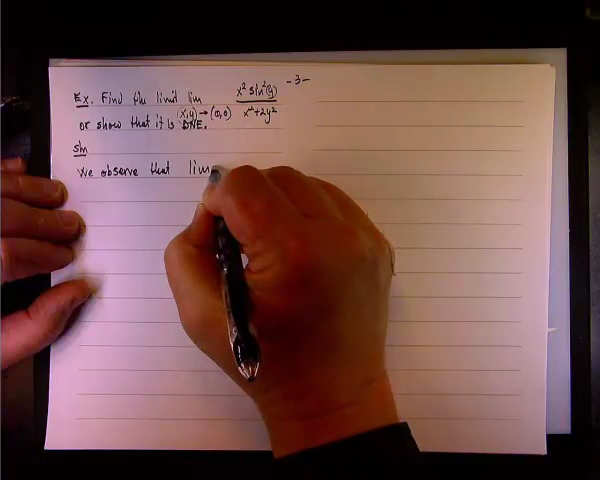 -3-
Ex. Find the limit lim x² sin²(y)
(x,y)→(0,0) x²+2y²
or show that it is DNE.
Sln
We observe that lim